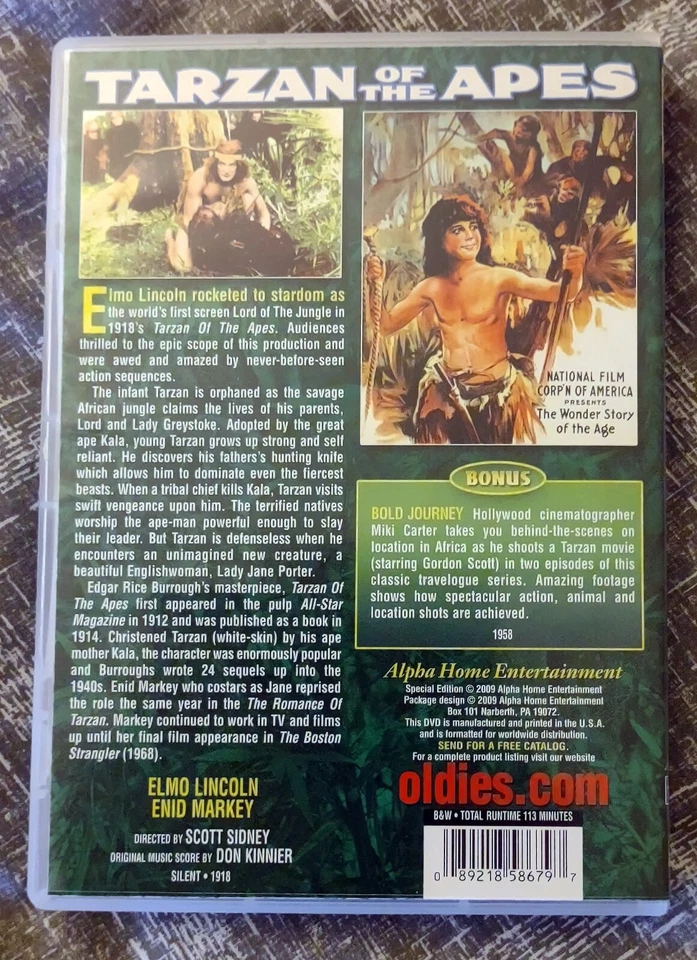 TARZAN OF THE APES
Elmo Lincoln rocketed to stardom as
the world's first screen Lord of The Jungle in
1918's Tarzan Of The Apes. Audiences
thrilled to the epic scope of this production and
were awed and amazed by never-before-seen
action sequences.
The infant Tarzan is orphaned as the savage
African jungle claims the lives of his parents,
Lord and Lady Greystoke. Adopted by the great
ape Kala, young Tarzan grows up strong and self
reliant. He discovers his father's hunting knife
which allows him to dominate even the fiercest
beasts. When a tribal chief kills Kala, Tarzan visits
swift vengeance upon him. The terrified natives
worship the ape-man powerful enough to slay
their leader. But Tarzan is defenseless when he
encounters an unimagined new creature, a
beautiful Englishwoman, Lady Jane Porter.
Edgar Rice Burrough's masterpiece, Tarzan Of
The Apes first appeared in the pulp All-Star
Magazine in 1912 and was published as a book in
1914. Christened Tarzan (white-skin) by his ape
mother Kala, the character was enormously popular
and Burroughs wrote 24 sequels up into the
1940s. Enid Markey who costars as Jane reprised
the role the same year in the The Romance Of
Tarzan. Markey continued to work in TV and films
up until her final film appearance in The Boston
Strangler (1968).
ELMO LINCOLN
ENID MARKEY
DIRECTED BY SCOTT SIDNEY
ORIGINAL MUSIC SCORE BY DON KINNIER
SILENT • 1918
NATIONAL FILM
CORP'N OF AMERICA
PRESENTS
The Wonder Story
of the Age
BONUS
BOLD JOURNEY Hollywood cinematographer
Miki Carter takes you behind-the-scenes on
location in Africa as he shoots a Tarzan movie
(starring Gordon Scott) in two episodes of this
classic travelogue series. Amazing footage
shows how spectacular action, animal and
location shots are achieved.
1958
Alpha Home Entertainment
Special Edition © 2009 Alpha Home Entertainment
Package design © 2009 Alpha Home Entertainment
Box 101 Narberth, PA 19072.
This DVD is manufactured and printed in the U.S.A.
and is formatted for worldwide distribution.
SEND FOR A FREE CATALOG.
For a complete product listing visit our website
oldies.com
B&W • TOTAL RUNTIME 113 MINUTES
0 89218 58679 7